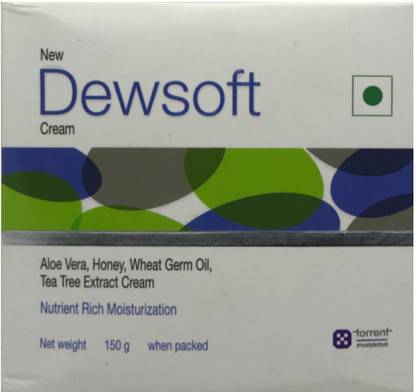 New
Dewsoft
Cream
Aloe Vera, Honey, Wheat Germ Oil,
Tea Tree Extract Cream
Nutrient Rich Moisturization
Net weight 150 g when packed
torrent
PHARMA